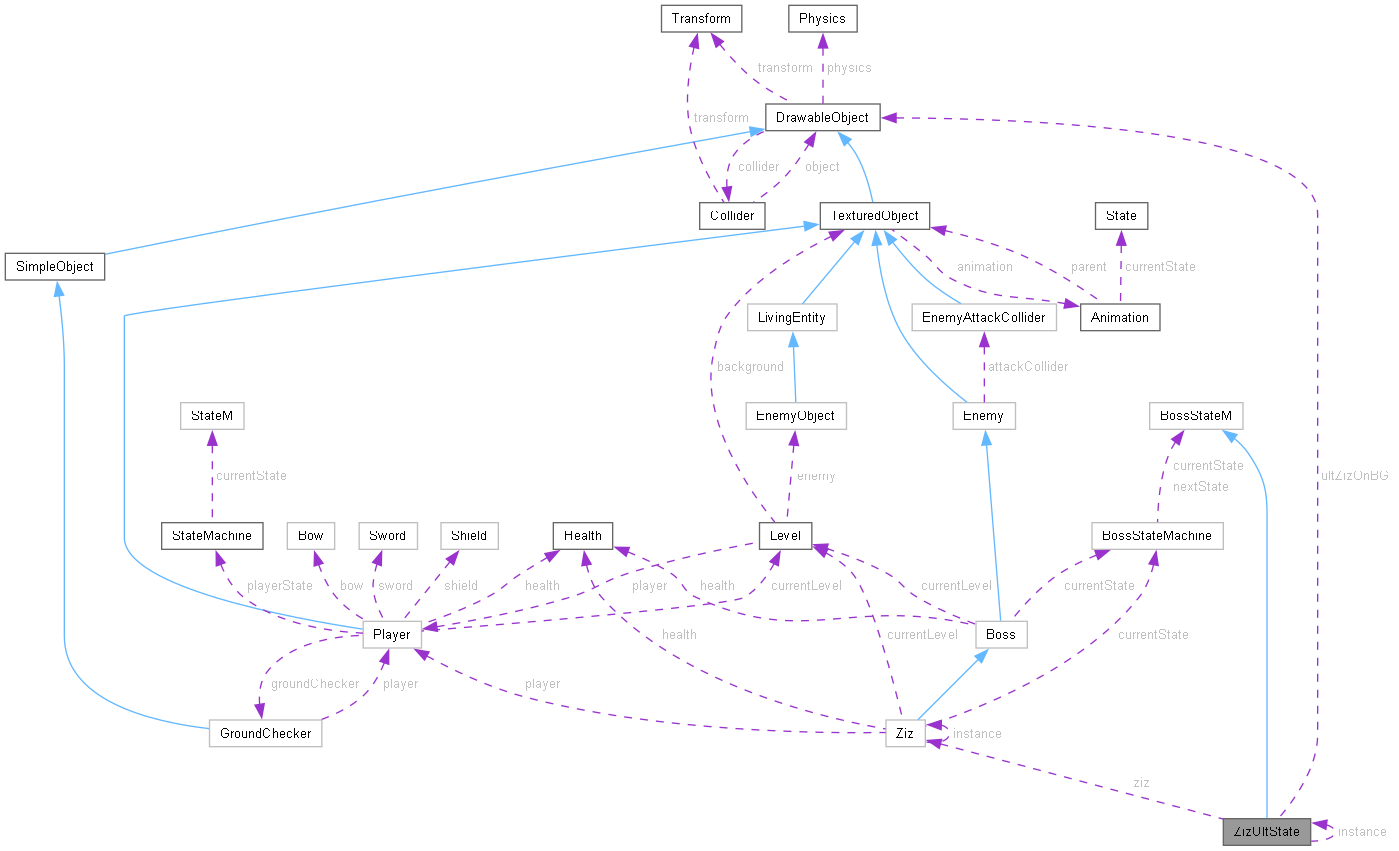 Transform
Physics
transform
physics
transform
DrawableObject
collider
object
Collider
TexturedObject
State
SimpleObject
animation
parent
currentState
LivingEntity
EnemyAttackCollider
Animation
background
attackCollider
StateM
EnemyObject
Enemy
BossStateM
currentState
enemy
currentState
nextState
ultZizOnBG
StateMachine
Bow
Sword
Shield
Health
Level
BossStateMachine
playerState
bow
sword
shield
health
player
health
currentLevel
currentLevel
currentState
Player
health
currentLevel
Boss
currentState
groundChecker
player
player
GroundChecker
Ziz
instance
ziz
ZizUltState
instance